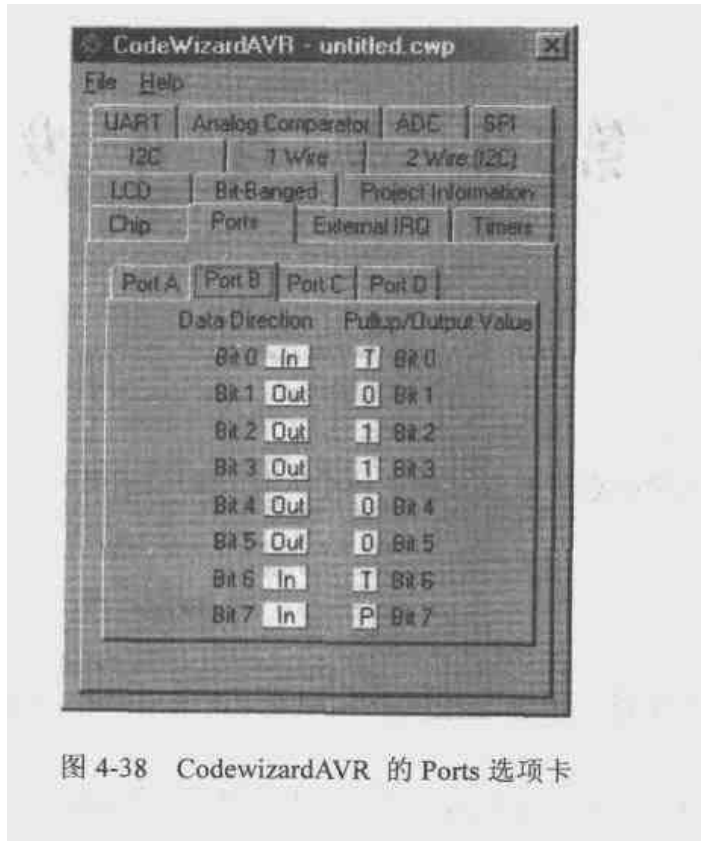 CodeWizardAVR - untitled.cwp
File Help
UART Analog Comparator ADC SPI
I2C 1 Wire 2 Wire (I2C)
LCD Bit-Banged Project Information
Chip Ports External IRQ Timers
Port A Port B Port C Port D
Data Direction Pullup/Output Value
Bit 0 In T Bit 0
Bit 1 Out 0 Bit 1
Bit 2 Out 1 Bit 2
Bit 3 Out 1 Bit 3
Bit 4 Out 0 Bit 4
Bit 5 Out 0 Bit 5
Bit 6 In T Bit 6
Bit 7 In P Bit 7
图 4-38 CodewizardAVR 的 Ports 选项卡